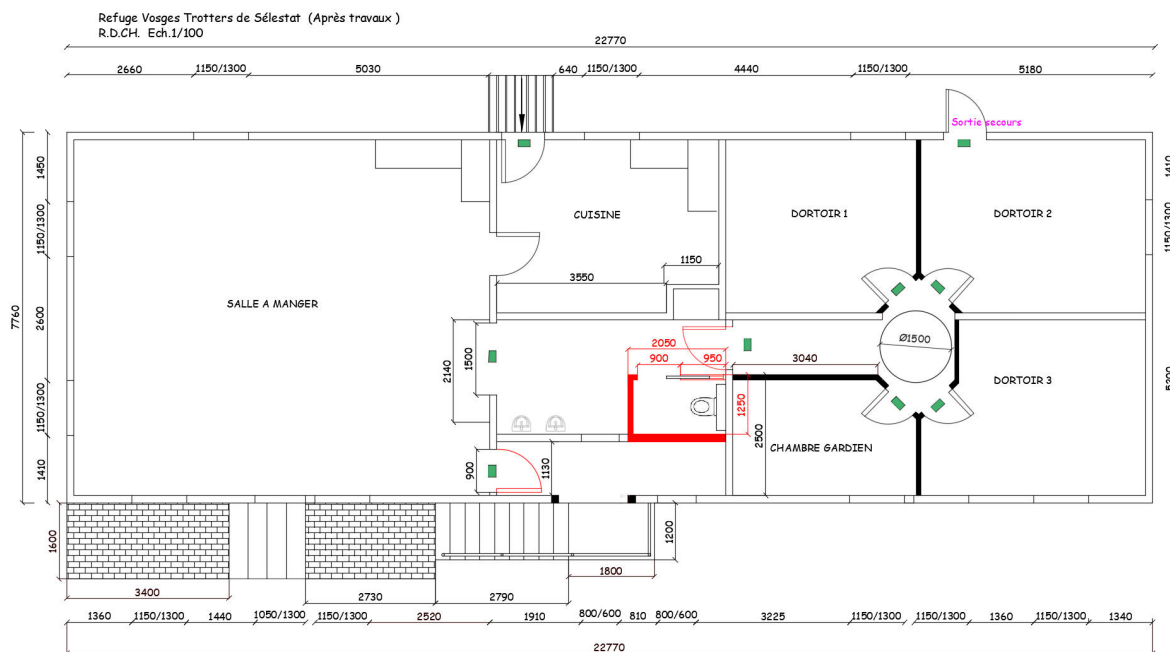 Refuge Vosges Trotters de Sélestat (Après travaux )
R.D.CH. Ech.1/100
22770
2660 1150/1300 5030 640 1150/1300 4440 1150/1300 5180
Sortie secours
7760
1450
1150/1300
2600
1150/1300
1410
1410
1150/1300
5200
CUISINE
DORTOIR 1
DORTOIR 2
1150
3550
SALLE A MANGER
2140
1500
2050
900 950
3040
Ø1500
DORTOIR 3
1250
2500
CHAMBRE GARDIEN
900
1130
1600
1200
1800
3400
2730
2790
1360 1150/1300 1440 1050/1300 1150/1300 2520 1910 800/600 810 800/600 3225 1150/1300 1150/1300 1360 1150/1300 1340
22770